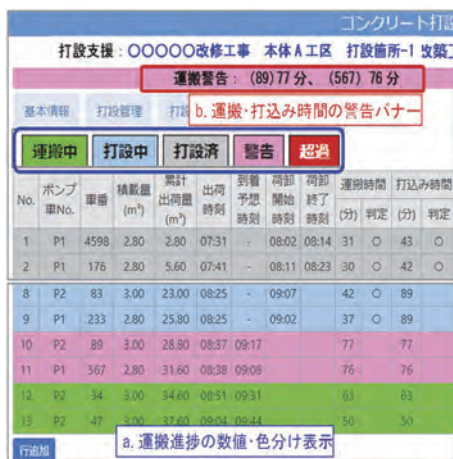 コンクリート打設
打設支援：〇〇〇〇〇改修工事 本体A工区 打設箇所-1 攻築工
運搬警告： (89)77 分、 (567) 76 分
基本情報 打設管理 打設
b. 運搬・打込み時間の警告バナー
運搬中 打設中 打設済 警告 超過
No. ポンプ車No. 車番 積載量(m³) 累計出荷量(m³) 出荷時刻 到着予想時刻 荷卸開始時刻 荷卸終了時刻 運搬時間 打込み時間
(分) 判定 (分) 判定
1 P1 4598 2.80 2.80 07:31 - 08:02 08:14 31 〇 43 〇
2 P1 176 2.80 5.60 07:41 - 08:11 08:23 30 〇 42 〇
8 P2 83 3.00 23.00 08:25 - 09:07 42 〇 89
9 P1 233 2.80 25.80 08:25 - 09:02 37 〇 89
10 P2 89 3.00 28.80 08:37 09:17 77 77
11 P1 567 2.80 31.60 08:38 09:08 76 76
12 P2 34 3.00 34.60 08:51 09:31 63 63
13 P2 47 3.00 37.60 09:04 09:44 50 50
a. 運搬進捗の数値・色分け表示
行追加